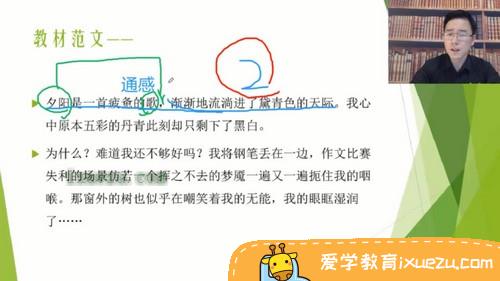 教材范文——
通感
2
夕阳是一首疲惫的歌，渐渐地流淌进了黛青色的天际。我心
中原本五彩的丹青此刻却只剩下了黑白。
为什么？难道我还不够好吗？我将钢笔丢在一边，作文比赛
失利的场景仿若一个挥之不去的梦魇一遍又一遍扼住我的咽
喉。那窗外的树也似乎在嘲笑着我的无能，我的眼眶湿润
了……
爱学教育ixuezu.com